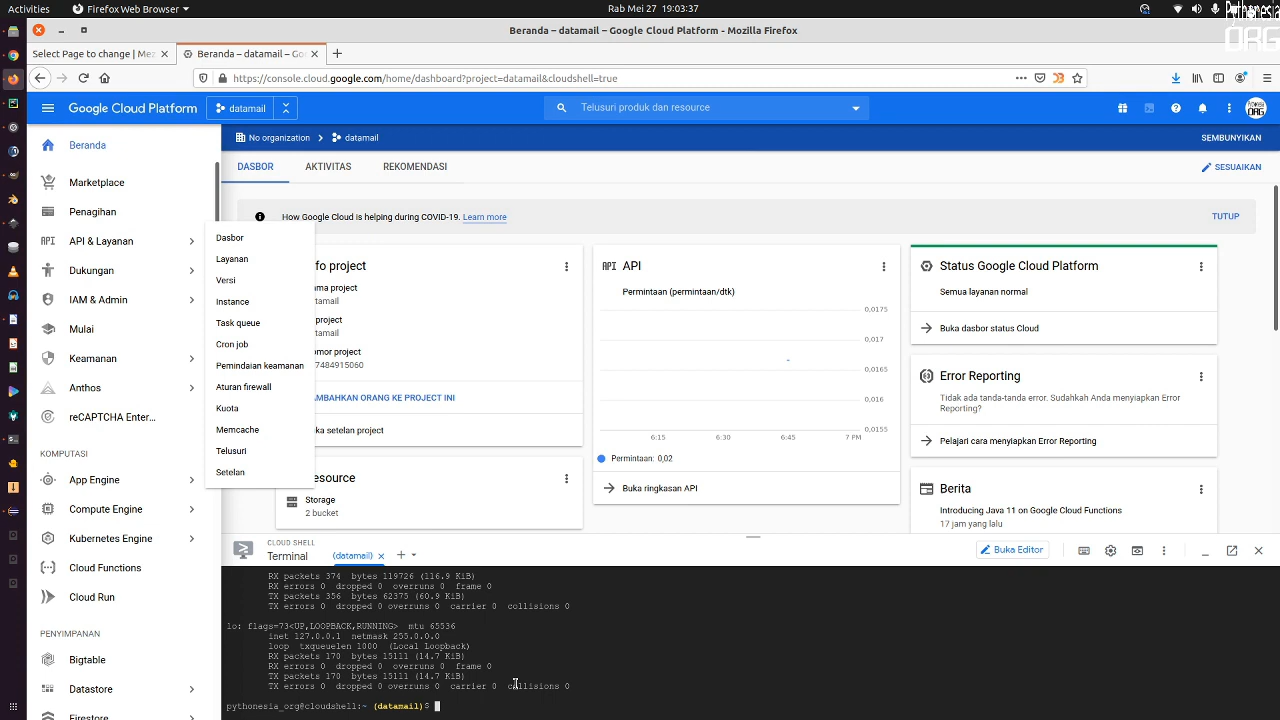 Activities
Firefox Web Browser
Rab Mei 27 19:03:37
Beranda – datamail – Google Cloud Platform - Mozilla Firefox
Select Page to change | Mez
Beranda – datamail – Goo
https://console.cloud.google.com/home/dashboard?project=datamail&cloudshell=true
Google Cloud Platform
datamail
Telusuri produk dan resource
No organization
datamail
SEMBUNYIKAN
DASBOR
AKTIVITAS
REKOMENDASI
SESUAIKAN
How Google Cloud is helping during COVID-19. Learn more
TUTUP
Beranda
Marketplace
Penagihan
API & Layanan
Dukungan
IAM & Admin
Mulai
Keamanan
Anthos
reCAPTCHA Enter...
KOMPUTASI
App Engine
Compute Engine
Kubernetes Engine
Cloud Functions
Cloud Run
PENYIMPANAN
Bigtable
Datastore
Firestore
Dasbor
Layanan
Versi
Instance
Task queue
Cron job
Pemindaian keamanan
Aturan firewall
Kuota
Memcache
Telusuri
Setelan
fo project
ama project
tamail
project
tamail
omor project
7484915060
AMBAHKAN ORANG KE PROJECT INI
ka setelan project
esource
Storage
2 bucket
API
Permintaan (permintaan/dtk)
0,0175
0,017
0,0165
0,016
0,0155
6:15
6:30
6:45
7 PM
Permintaan: 0,02
Buka ringkasan API
Status Google Cloud Platform
Semua layanan normal
Buka dasbor status Cloud
Error Reporting
Tidak ada tanda-tanda error. Sudahkah Anda menyiapkan Error
Reporting?
Pelajari cara menyiapkan Error Reporting
Berita
Introducing Java 11 on Google Cloud Functions
17 jam yang lalu
CLOUD SHELL
Terminal
(datamail)
Buka Editor
RX packets 374 bytes 119726 (116.9 KiB)
RX errors 0 dropped 0 overruns 0 frame 0
TX packets 356 bytes 62375 (60.9 KiB)
TX errors 0 dropped 0 overruns 0 carrier 0 collisions 0
lo: flags=73<UP,LOOPBACK,RUNNING> mtu 65536
inet 127.0.0.1 netmask 255.0.0.0
loop txqueuelen 1000 (Local Loopback)
RX packets 170 bytes 15111 (14.7 KiB)
RX errors 0 dropped 0 overruns 0 frame 0
TX packets 170 bytes 15111 (14.7 KiB)
TX errors 0 dropped 0 overruns 0 carrier 0 collisions 0
pythonesia_org@cloudshell:~ (datamail)$